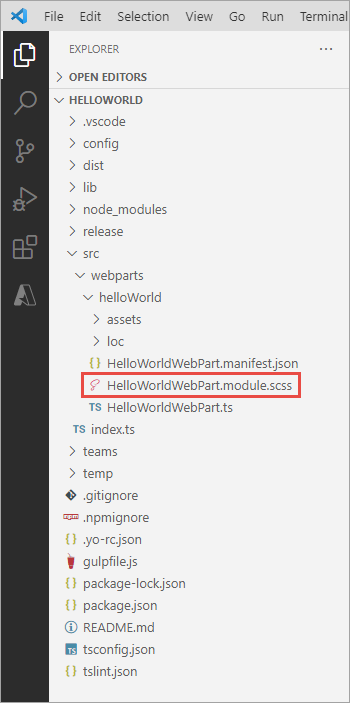 File Edit Selection View Go Run Terminal
EXPLORER
OPEN EDITORS
HELLOWORLD
.vscode
config
dist
lib
node_modules
release
src
webparts
helloWorld
assets
loc
{} HelloWorldWebPart.manifest.json
HelloWorldWebPart.module.scss
TS HelloWorldWebPart.ts
TS index.ts
teams
temp
.gitignore
npm .npmignore
{} .yo-rc.json
gulpfile.js
{} package-lock.json
{} package.json
README.md
TS tsconfig.json
{} tslint.json